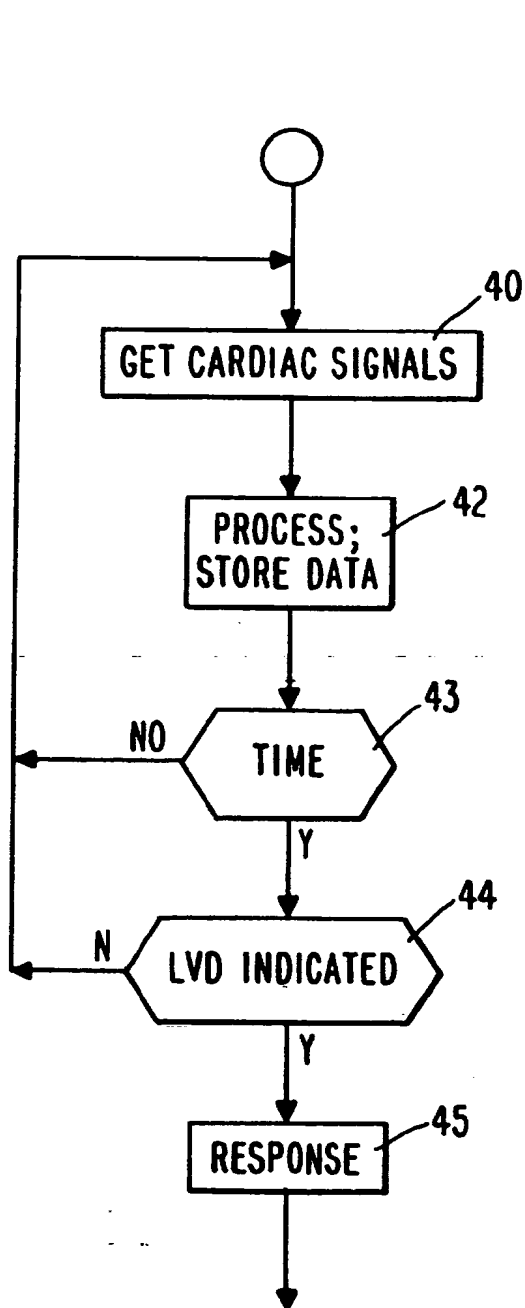 40
GET CARDIAC SIGNALS
42
PROCESS;
STORE DATA
43
NO
TIME
Y
44
N
LVD INDICATED
Y
45
RESPONSE